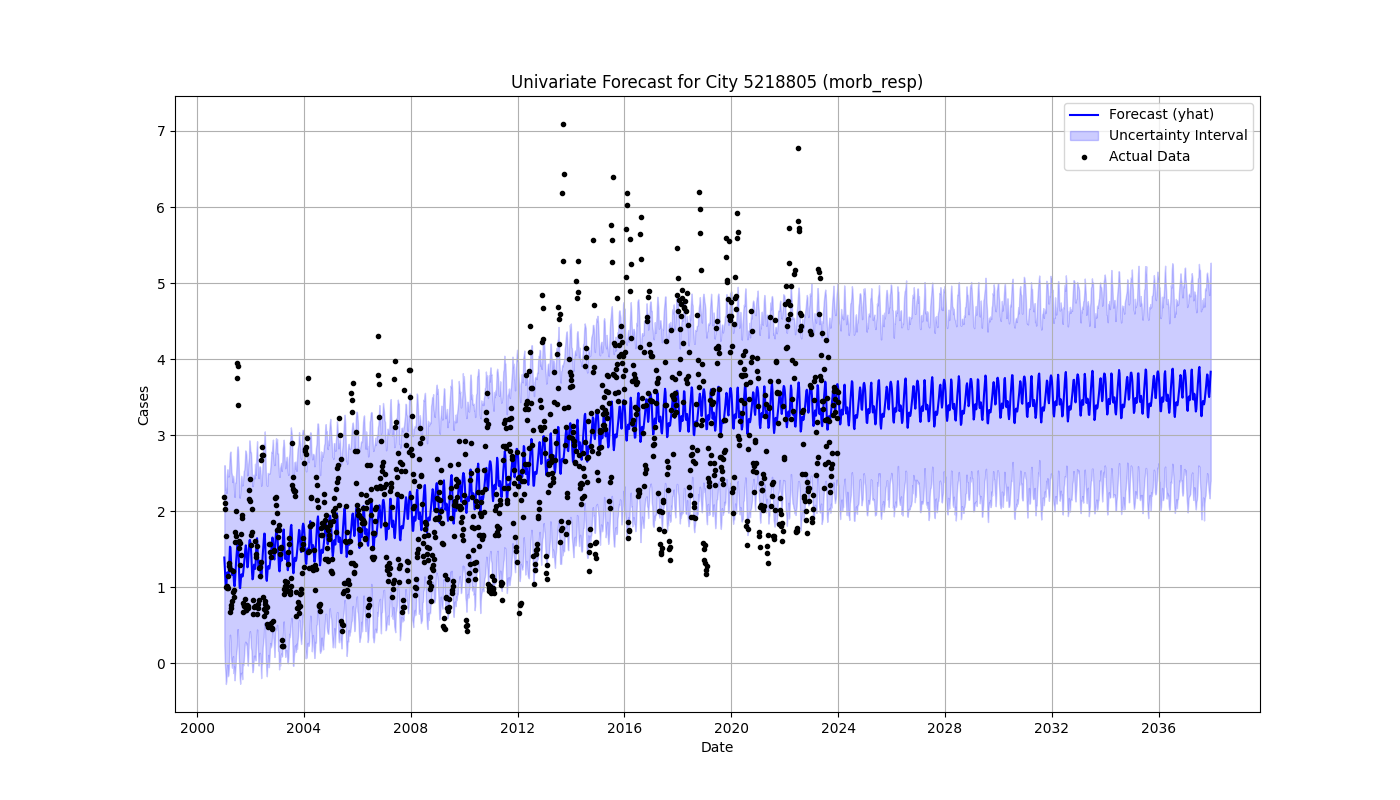 Univariate Forecast for City 5218805 (morb_resp)
Forecast (yhat)
Uncertainty Interval
Actual Data
Cases
7
6
5
4
3
2
1
0
2000 2004 2008 2012 2016 2020 2024 2028 2032 2036
Date